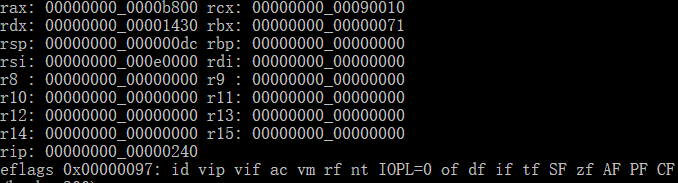 rax: 00000000_0000b800 rcx: 00000000_00090010
rdx: 00000000_00001430 rbx: 00000000_00000071
rsp: 00000000_000000dc rbp: 00000000_00000000
rsi: 00000000_000e0000 rdi: 00000000_00000000
r8 : 00000000_00000000 r9 : 00000000_00000000
r10: 00000000_00000000 r11: 00000000_00000000
r12: 00000000_00000000 r13: 00000000_00000000
r14: 00000000_00000000 r15: 00000000_00000000
rip: 00000000_00000240
eflags 0x00000097: id vip vif ac vm rf nt IOPL=0 of df if tf SF zf AF PF CF